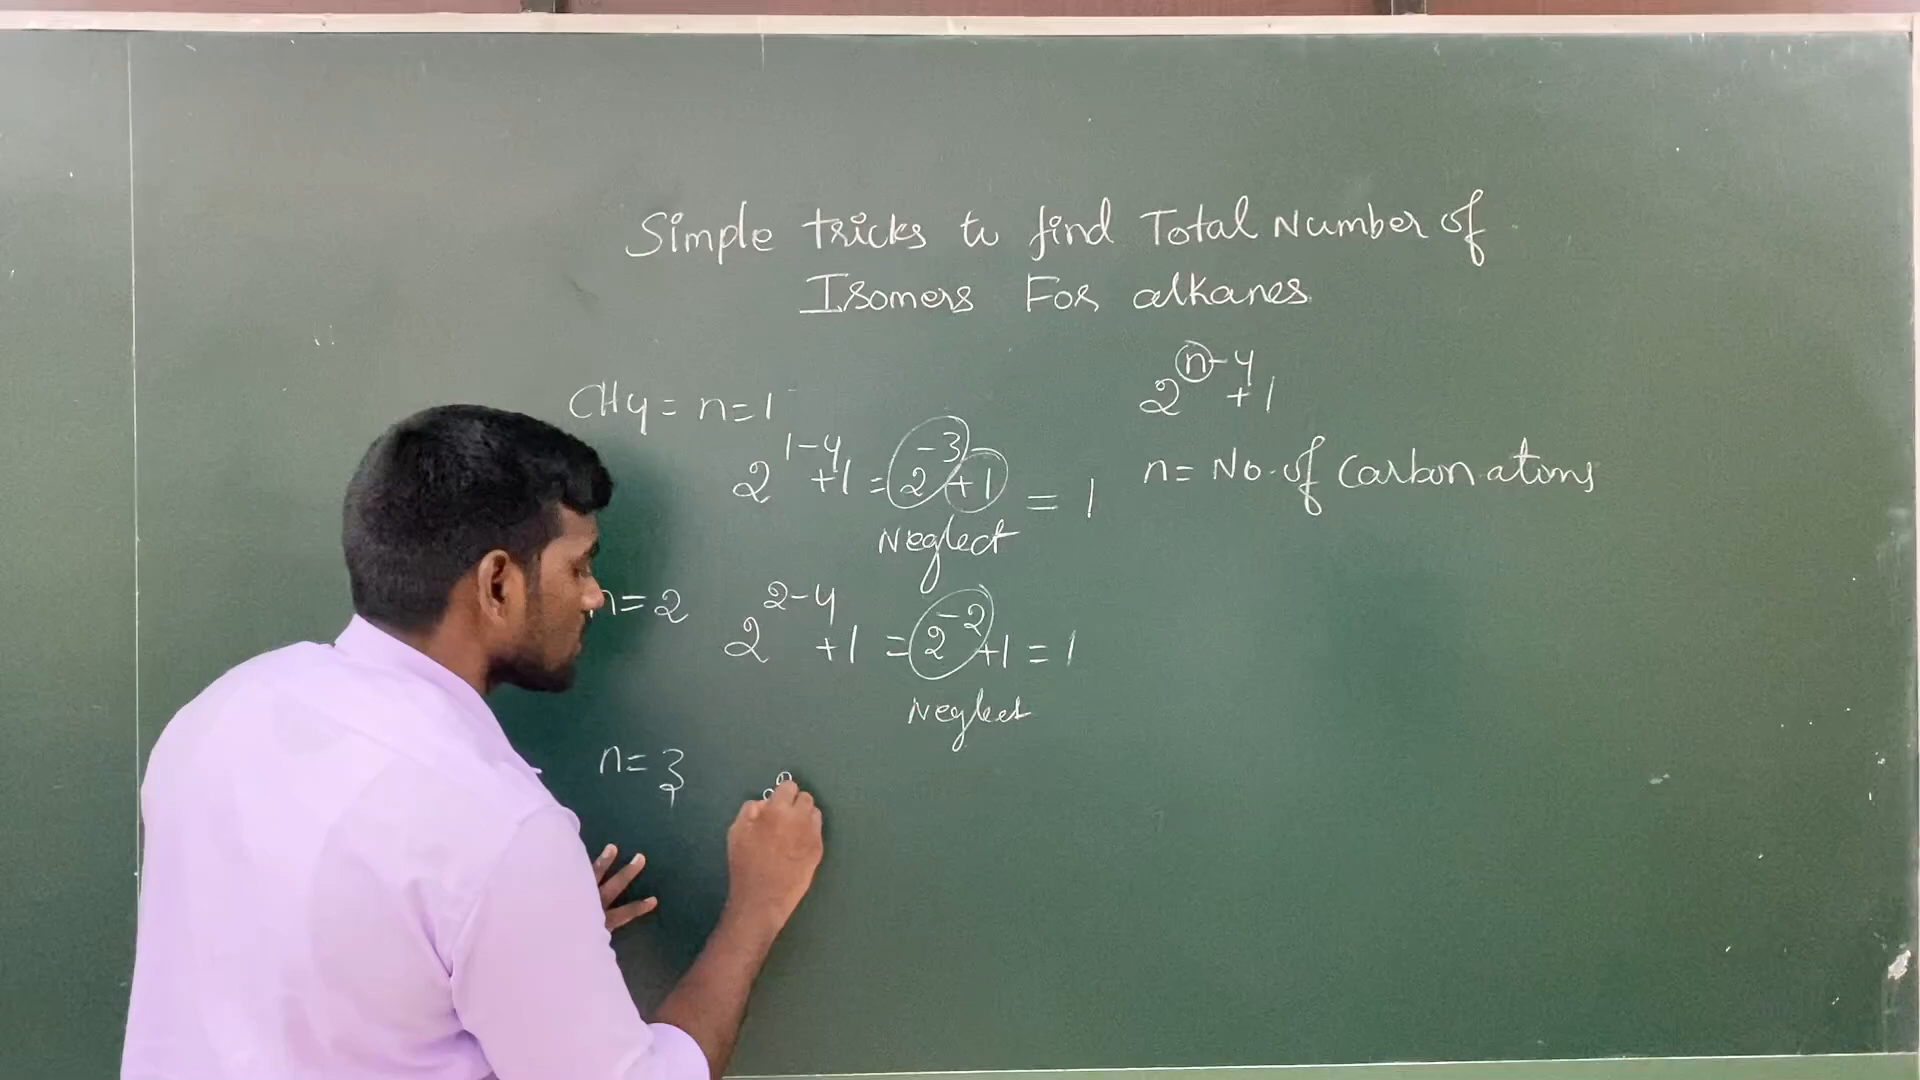 Simple tricks to find Total Number of
Isomers For alkanes
2^(n-4) +1
n = No. of carbon atoms
CH4 = n=1
2^(1-4) +1 = 2^(-3) +1 = 1
Neglect
n=2 2^(2-4) +1 = 2^(-2) +1 = 1
Neglect
n=3